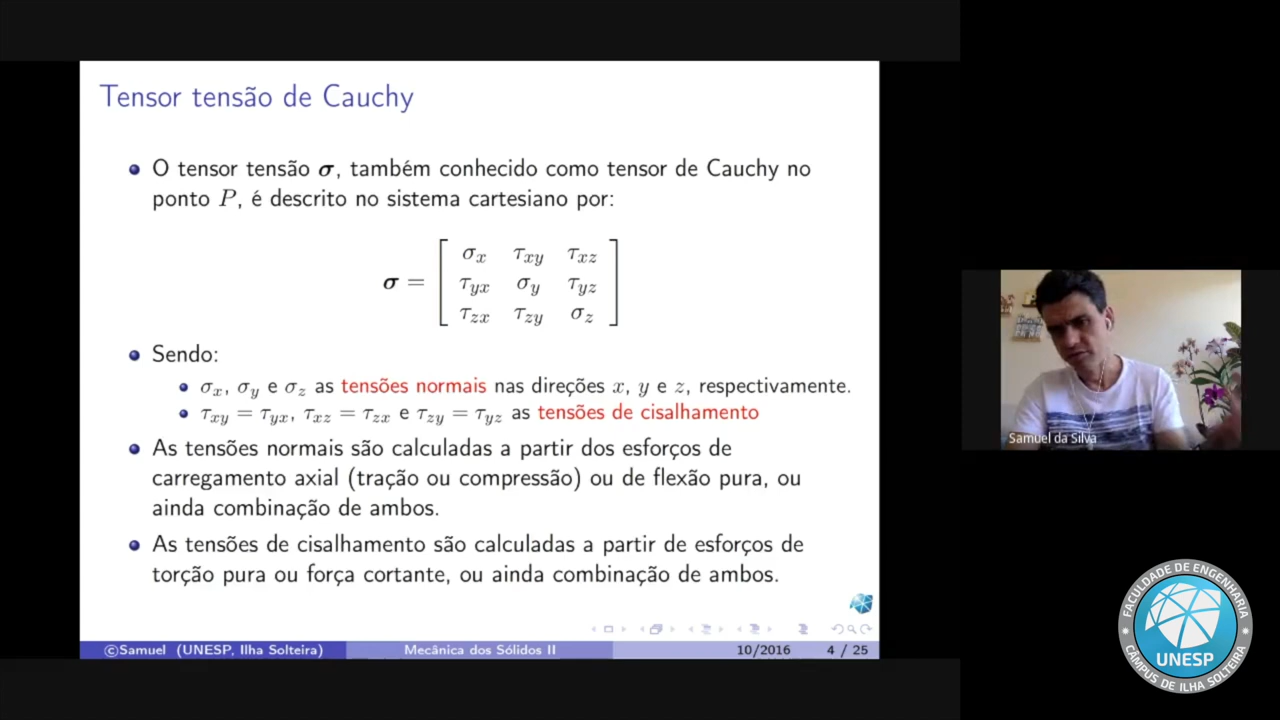 Tensor tensão de Cauchy
O tensor tensão σ, também conhecido como tensor de Cauchy no
ponto P, é descrito no sistema cartesiano por:
σ = [ σx τxy τxz
τyx σy τyz
τzx τzy σz ]
Sendo:
σx, σy e σz as tensões normais nas direções x, y e z, respectivamente.
τxy = τyx, τxz = τzx e τzy = τyz as tensões de cisalhamento
As tensões normais são calculadas a partir dos esforços de
carregamento axial (tração ou compressão) ou de flexão pura, ou
ainda combinação de ambos.
As tensões de cisalhamento são calculadas a partir de esforços de
torção pura ou força cortante, ou ainda combinação de ambos.
©Samuel (UNESP, Ilha Solteira) Mecânica dos Sólidos II 10/2016 4 / 25
Samuel da Silva
FACULDADE DE ENGENHARIA
UNESP
CÂMPUS DE ILHA SOLTEIRA